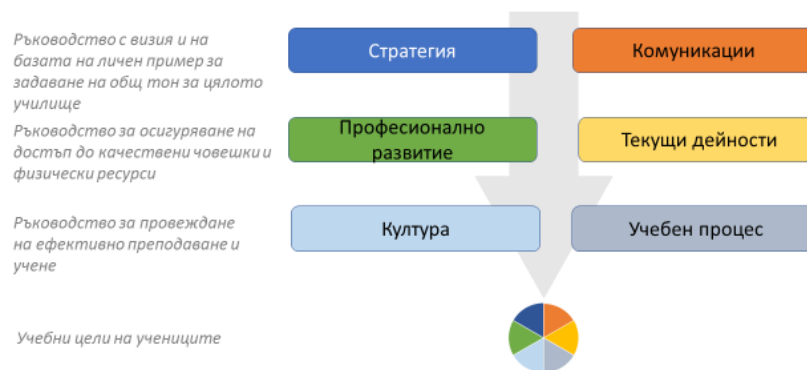 Ръководство с визия и на
базата на личен пример за
задаване на общ тон за цялото
училище
Стратегия
Комуникации
Ръководство за осигуряване на
достъп до качествени човешки и
физически ресурси
Професионално
развитие
Текущи дейности
Ръководство за провеждане
на ефективно преподаване и
учене
Култура
Учебен процес
Учебни цели на учениците